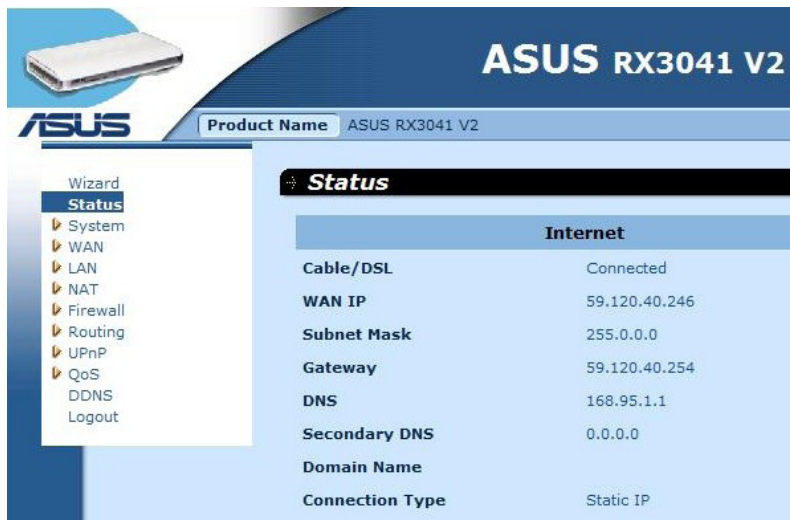 ASUS RX3041 V2
ASUS
Product Name ASUS RX3041 V2
Wizard
Status
System
WAN
LAN
NAT
Firewall
Routing
UPnP
QoS
DDNS
Logout
Status
Internet
Cable/DSL Connected
WAN IP 59.120.40.246
Subnet Mask 255.0.0.0
Gateway 59.120.40.254
DNS 168.95.1.1
Secondary DNS 0.0.0.0
Domain Name
Connection Type Static IP